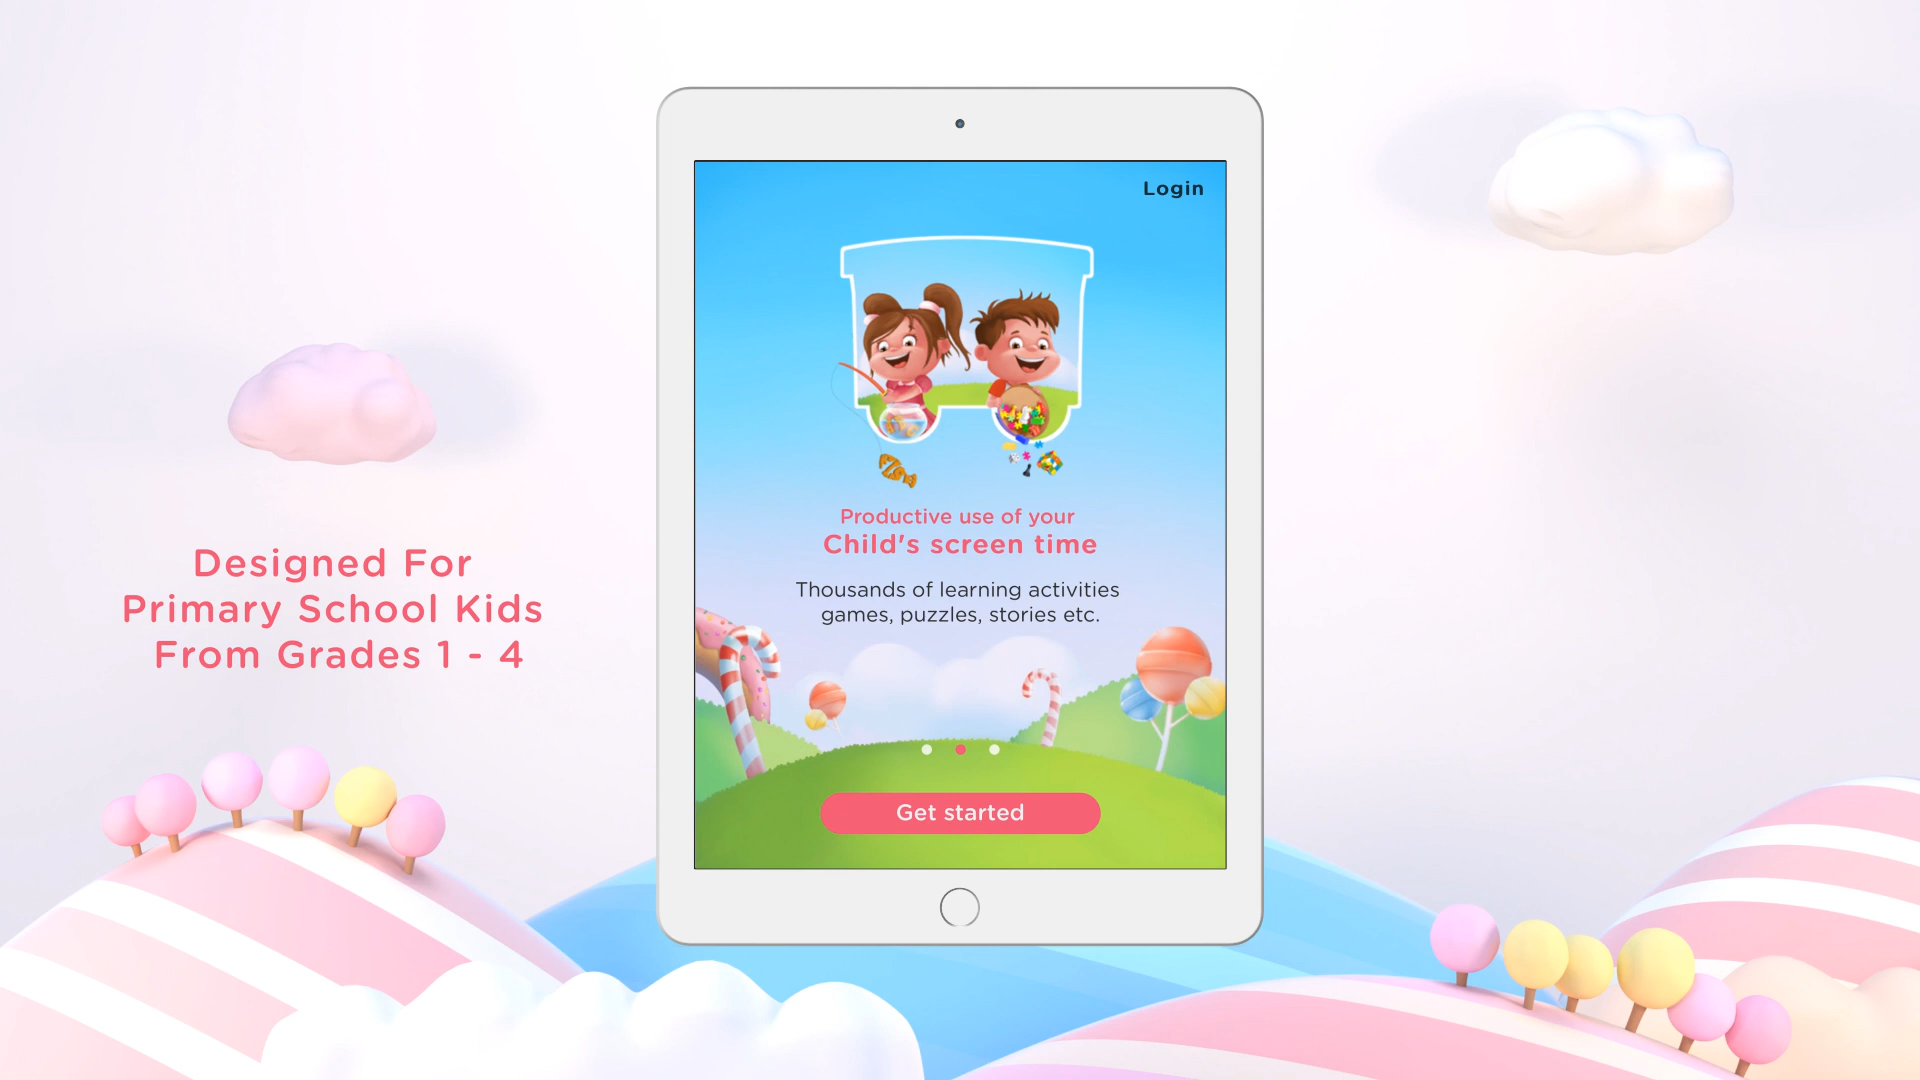 Login
Productive use of your
Child's screen time
Thousands of learning activities
games, puzzles, stories etc.
Get started
Designed For
Primary School Kids
From Grades 1 - 4